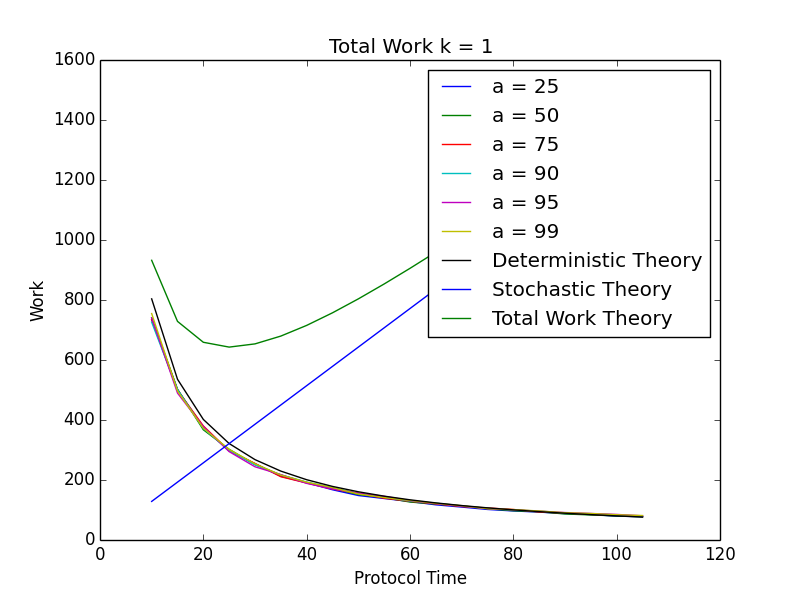 Total Work k = 1
1600
1400
1200
1000
800
600
400
200
0
Work
a = 25
a = 50
a = 75
a = 90
a = 95
a = 99
Deterministic Theory
Stochastic Theory
Total Work Theory
0 20 40 60 80 100 120
Protocol Time